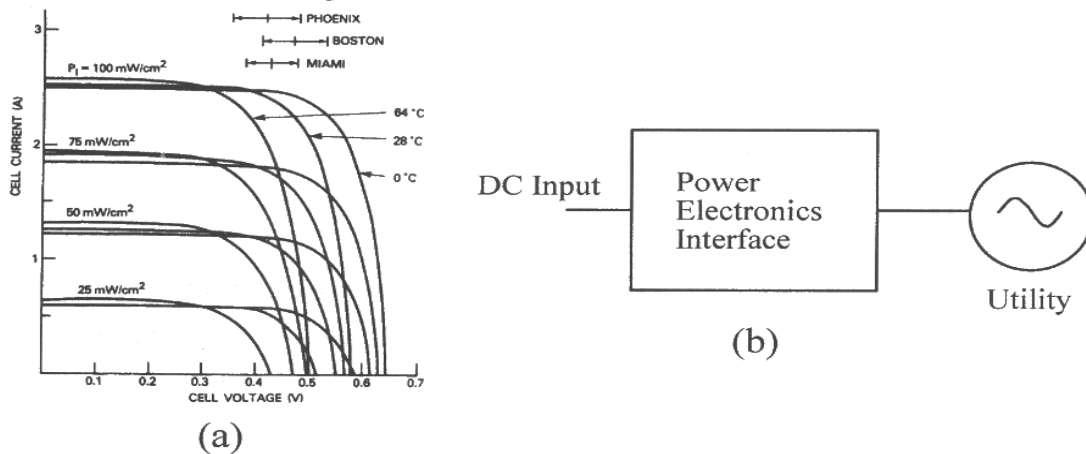 3
PHOENIX
BOSTON
MIAMI
P_I = 100 mW/cm²
64 °C
28 °C
2
75 mW/cm²
0 °C
CELL CURRENT (A)
50 mW/cm²
1
25 mW/cm²
0.1 0.2 0.3 0.4 0.5 0.6 0.7
CELL VOLTAGE (V)
(a)
DC Input
Power
Electronics
Interface
Utility
(b)